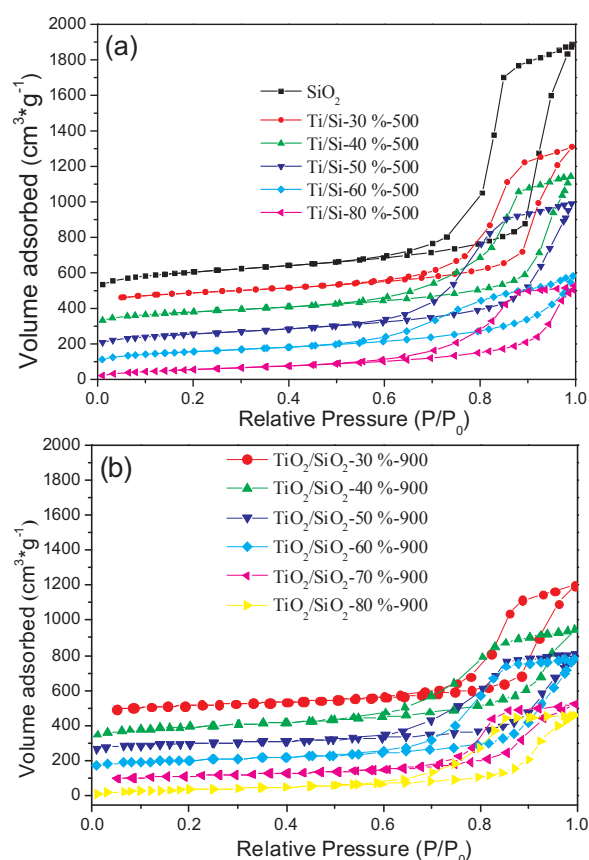 (a)
2000
1800
1600
1400
1200
1000
800
600
400
200
0
Volume adsorbed (cm³*g⁻¹)
SiO₂
Ti/Si-30 %-500
Ti/Si-40 %-500
Ti/Si-50 %-500
Ti/Si-60 %-500
Ti/Si-80 %-500
0.0 0.2 0.4 0.6 0.8 1.0
Relative Pressure (P/P₀)
(b)
2000
1800
1600
1400
1200
1000
800
600
400
200
0
Volume adsorbed (cm³*g⁻¹)
TiO₂/SiO₂-30 %-900
TiO₂/SiO₂-40 %-900
TiO₂/SiO₂-50 %-900
TiO₂/SiO₂-60 %-900
TiO₂/SiO₂-70 %-900
TiO₂/SiO₂-80 %-900
0.0 0.2 0.4 0.6 0.8 1.0
Relative Pressure (P/P₀)